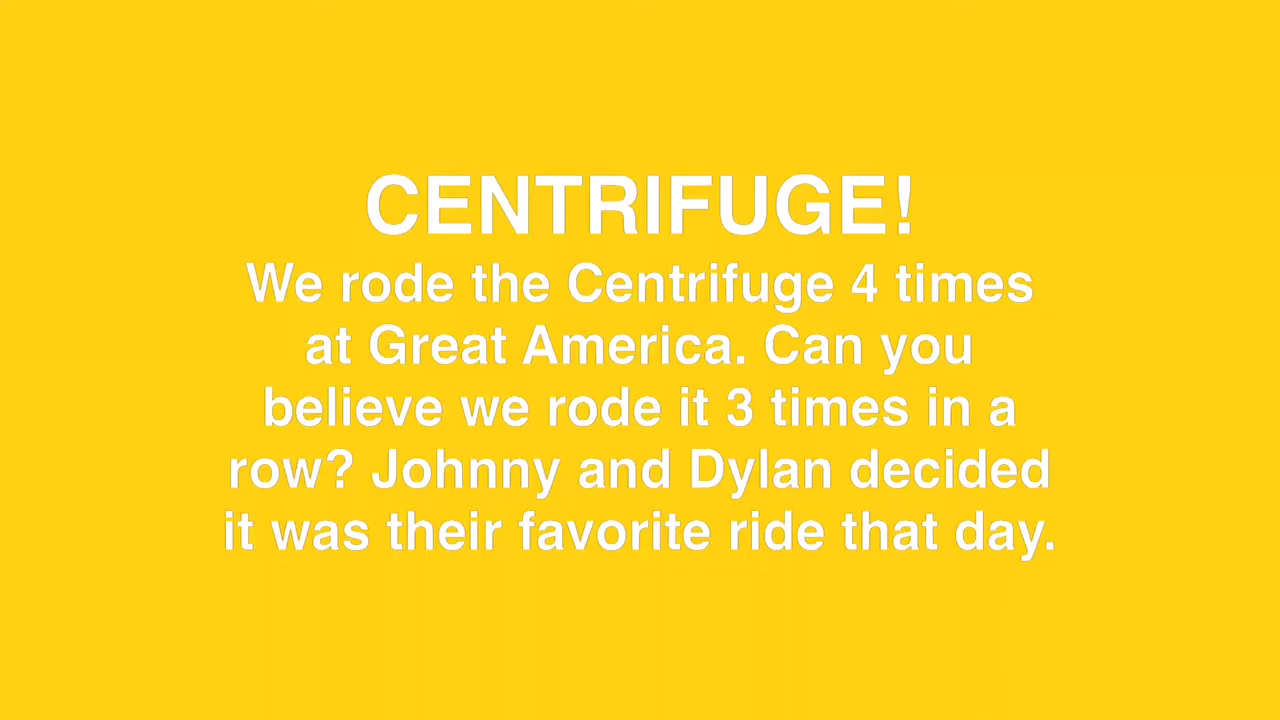 CENTRIFUGE!
We rode the Centrifuge 4 times
at Great America. Can you
believe we rode it 3 times in a
row? Johnny and Dylan decided
it was their favorite ride that day.